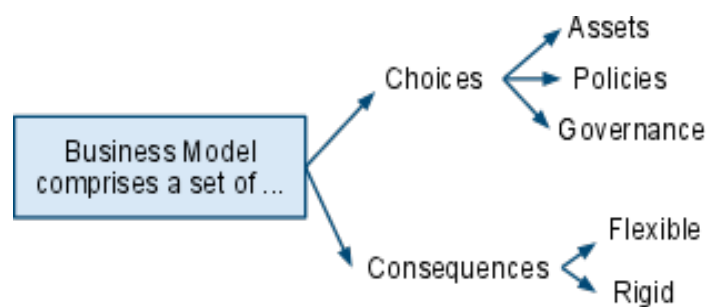 Business Model
comprises a set of ...
Choices
Assets
Policies
Governance
Consequences
Flexible
Rigid